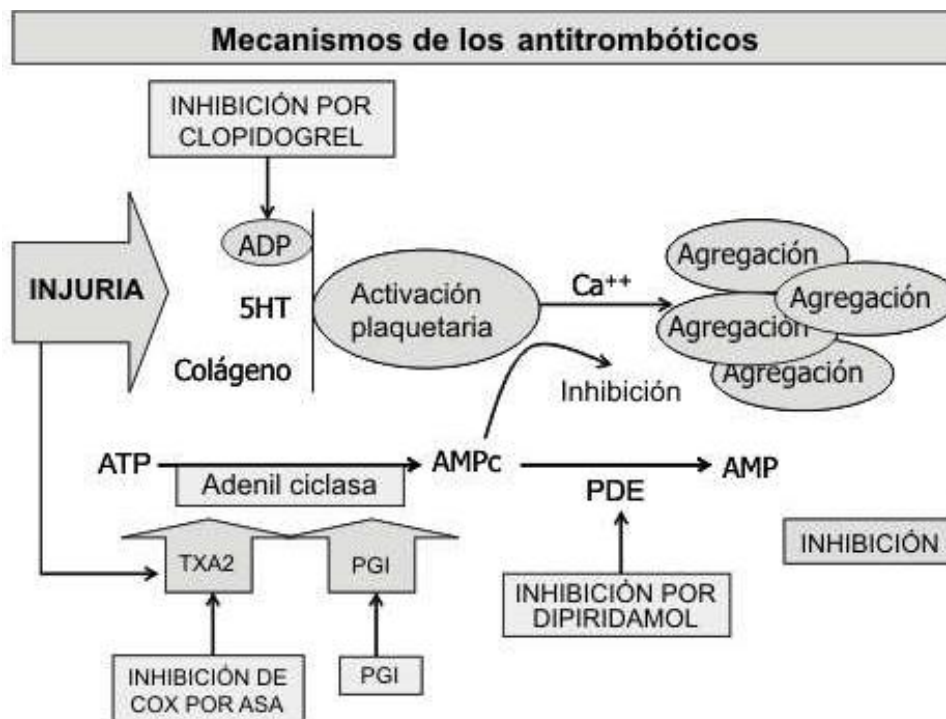 Mecanismos de los antitrombóticos
INHIBICIÓN POR
CLOPIDOGREL
INJURIA
ADP
5HT
Colágeno
Activación
plaquetaria
Ca++
Agregación
Agregación
Agregación
Agregación
Inhibición
ATP
Adenil ciclasa
AMPc
PDE
AMP
TXA2
PGI
INHIBICIÓN
INHIBICIÓN POR
DIPIRIDAMOL
INHIBICIÓN DE
COX POR ASA
PGI